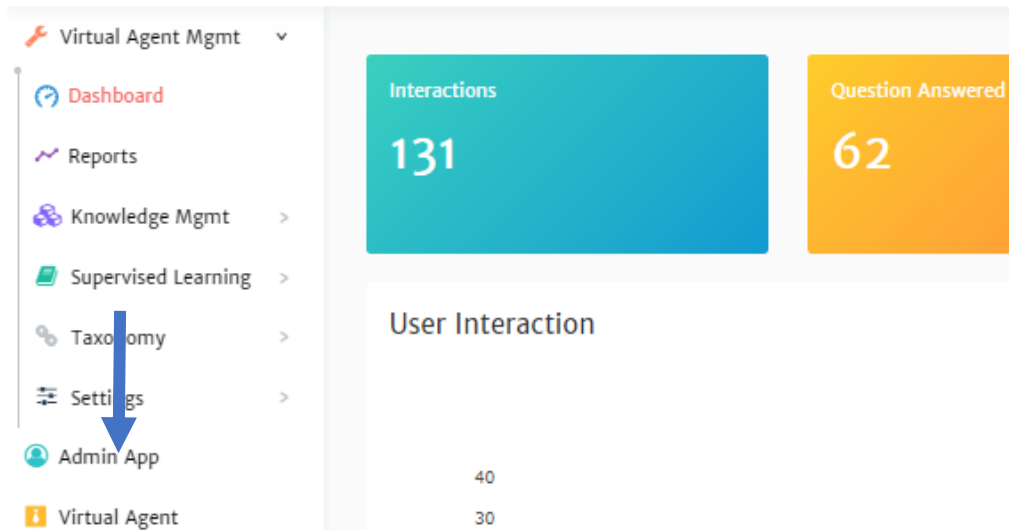 Virtual Agent Mgmt
Dashboard
Reports
Knowledge Mgmt
Supervised Learning
Taxonomy
Settings
Admin App
Virtual Agent
Interactions
131
Question Answered
62
User Interaction
40
30